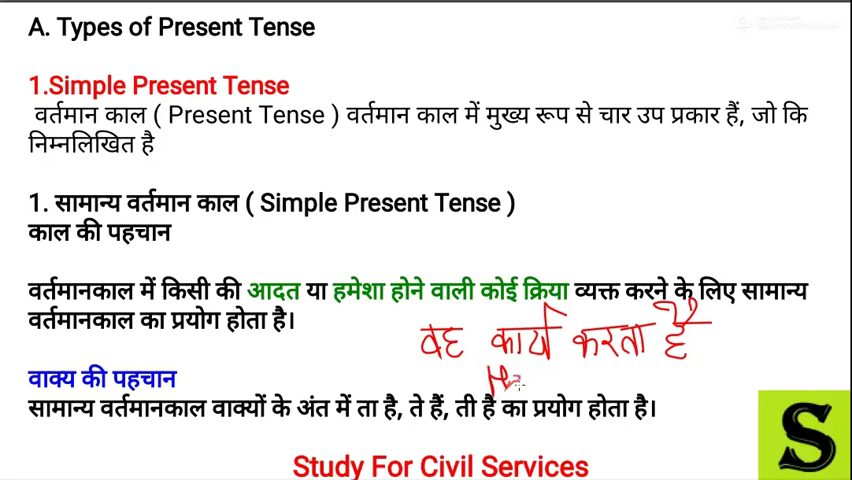 A. Types of Present Tense
1.Simple Present Tense
वर्तमान काल ( Present Tense ) वर्तमान काल में मुख्य रूप से चार उप प्रकार हैं, जो कि
निम्नलिखित है
1. सामान्य वर्तमान काल ( Simple Present Tense )
काल की पहचान
वर्तमानकाल में किसी की आदत या हमेशा होने वाली कोई क्रिया व्यक्त करने के लिए सामान्य
वर्तमानकाल का प्रयोग होता है।
वह कार्य करता है
वाक्य की पहचान
सामान्य वर्तमानकाल वाक्यों के अंत में ता है, ते हैं, ती है का प्रयोग होता है।
S
Study For Civil Services